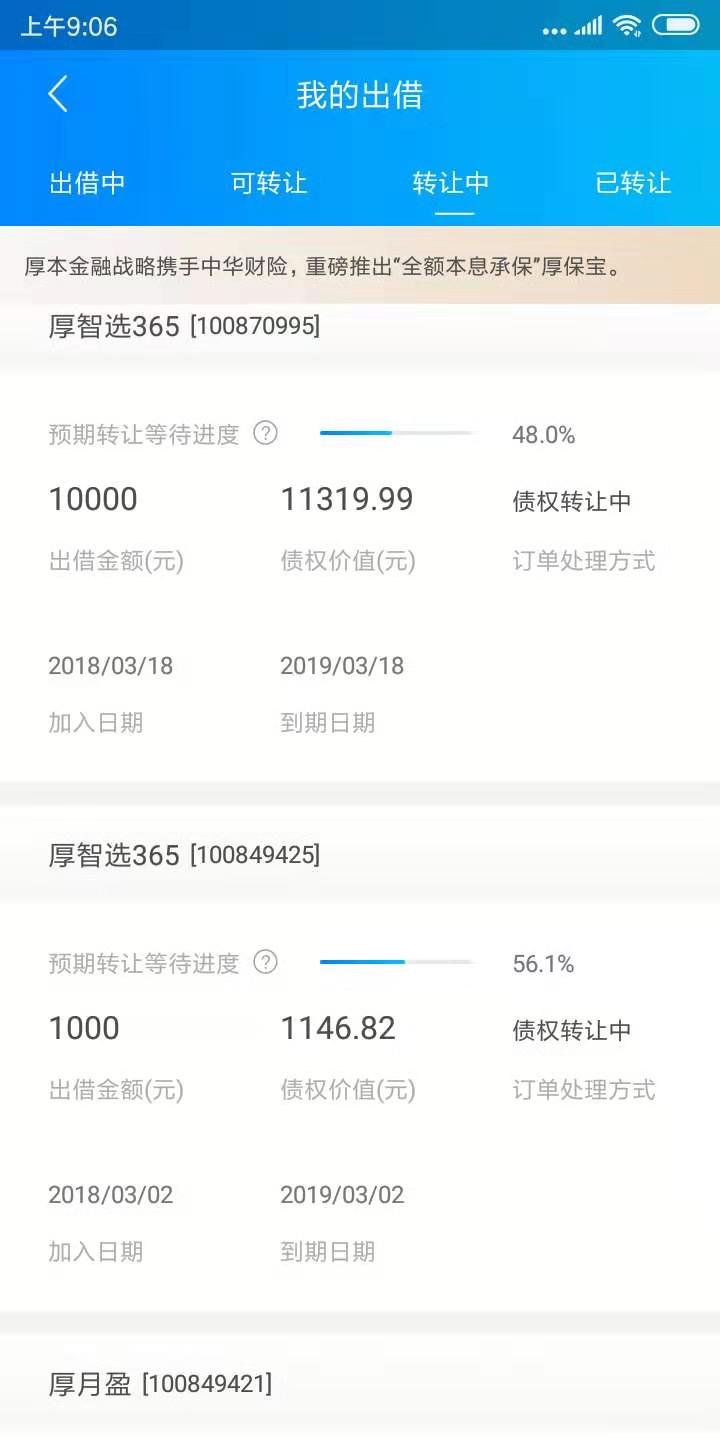 上午9:06
我的出借
出借中 可转让 转让中 已转让
厚本金融战略携手中华财险，重磅推出“全额本息承保”厚保宝。
厚智选365 [100870995]
预期转让等待进度 ? 48.0%
10000 11319.99 债权转让中
出借金额(元) 债权价值(元) 订单处理方式
2018/03/18 2019/03/18
加入日期 到期日期
厚智选365 [100849425]
预期转让等待进度 ? 56.1%
1000 1146.82 债权转让中
出借金额(元) 债权价值(元) 订单处理方式
2018/03/02 2019/03/02
加入日期 到期日期
厚月盈 [100849421]